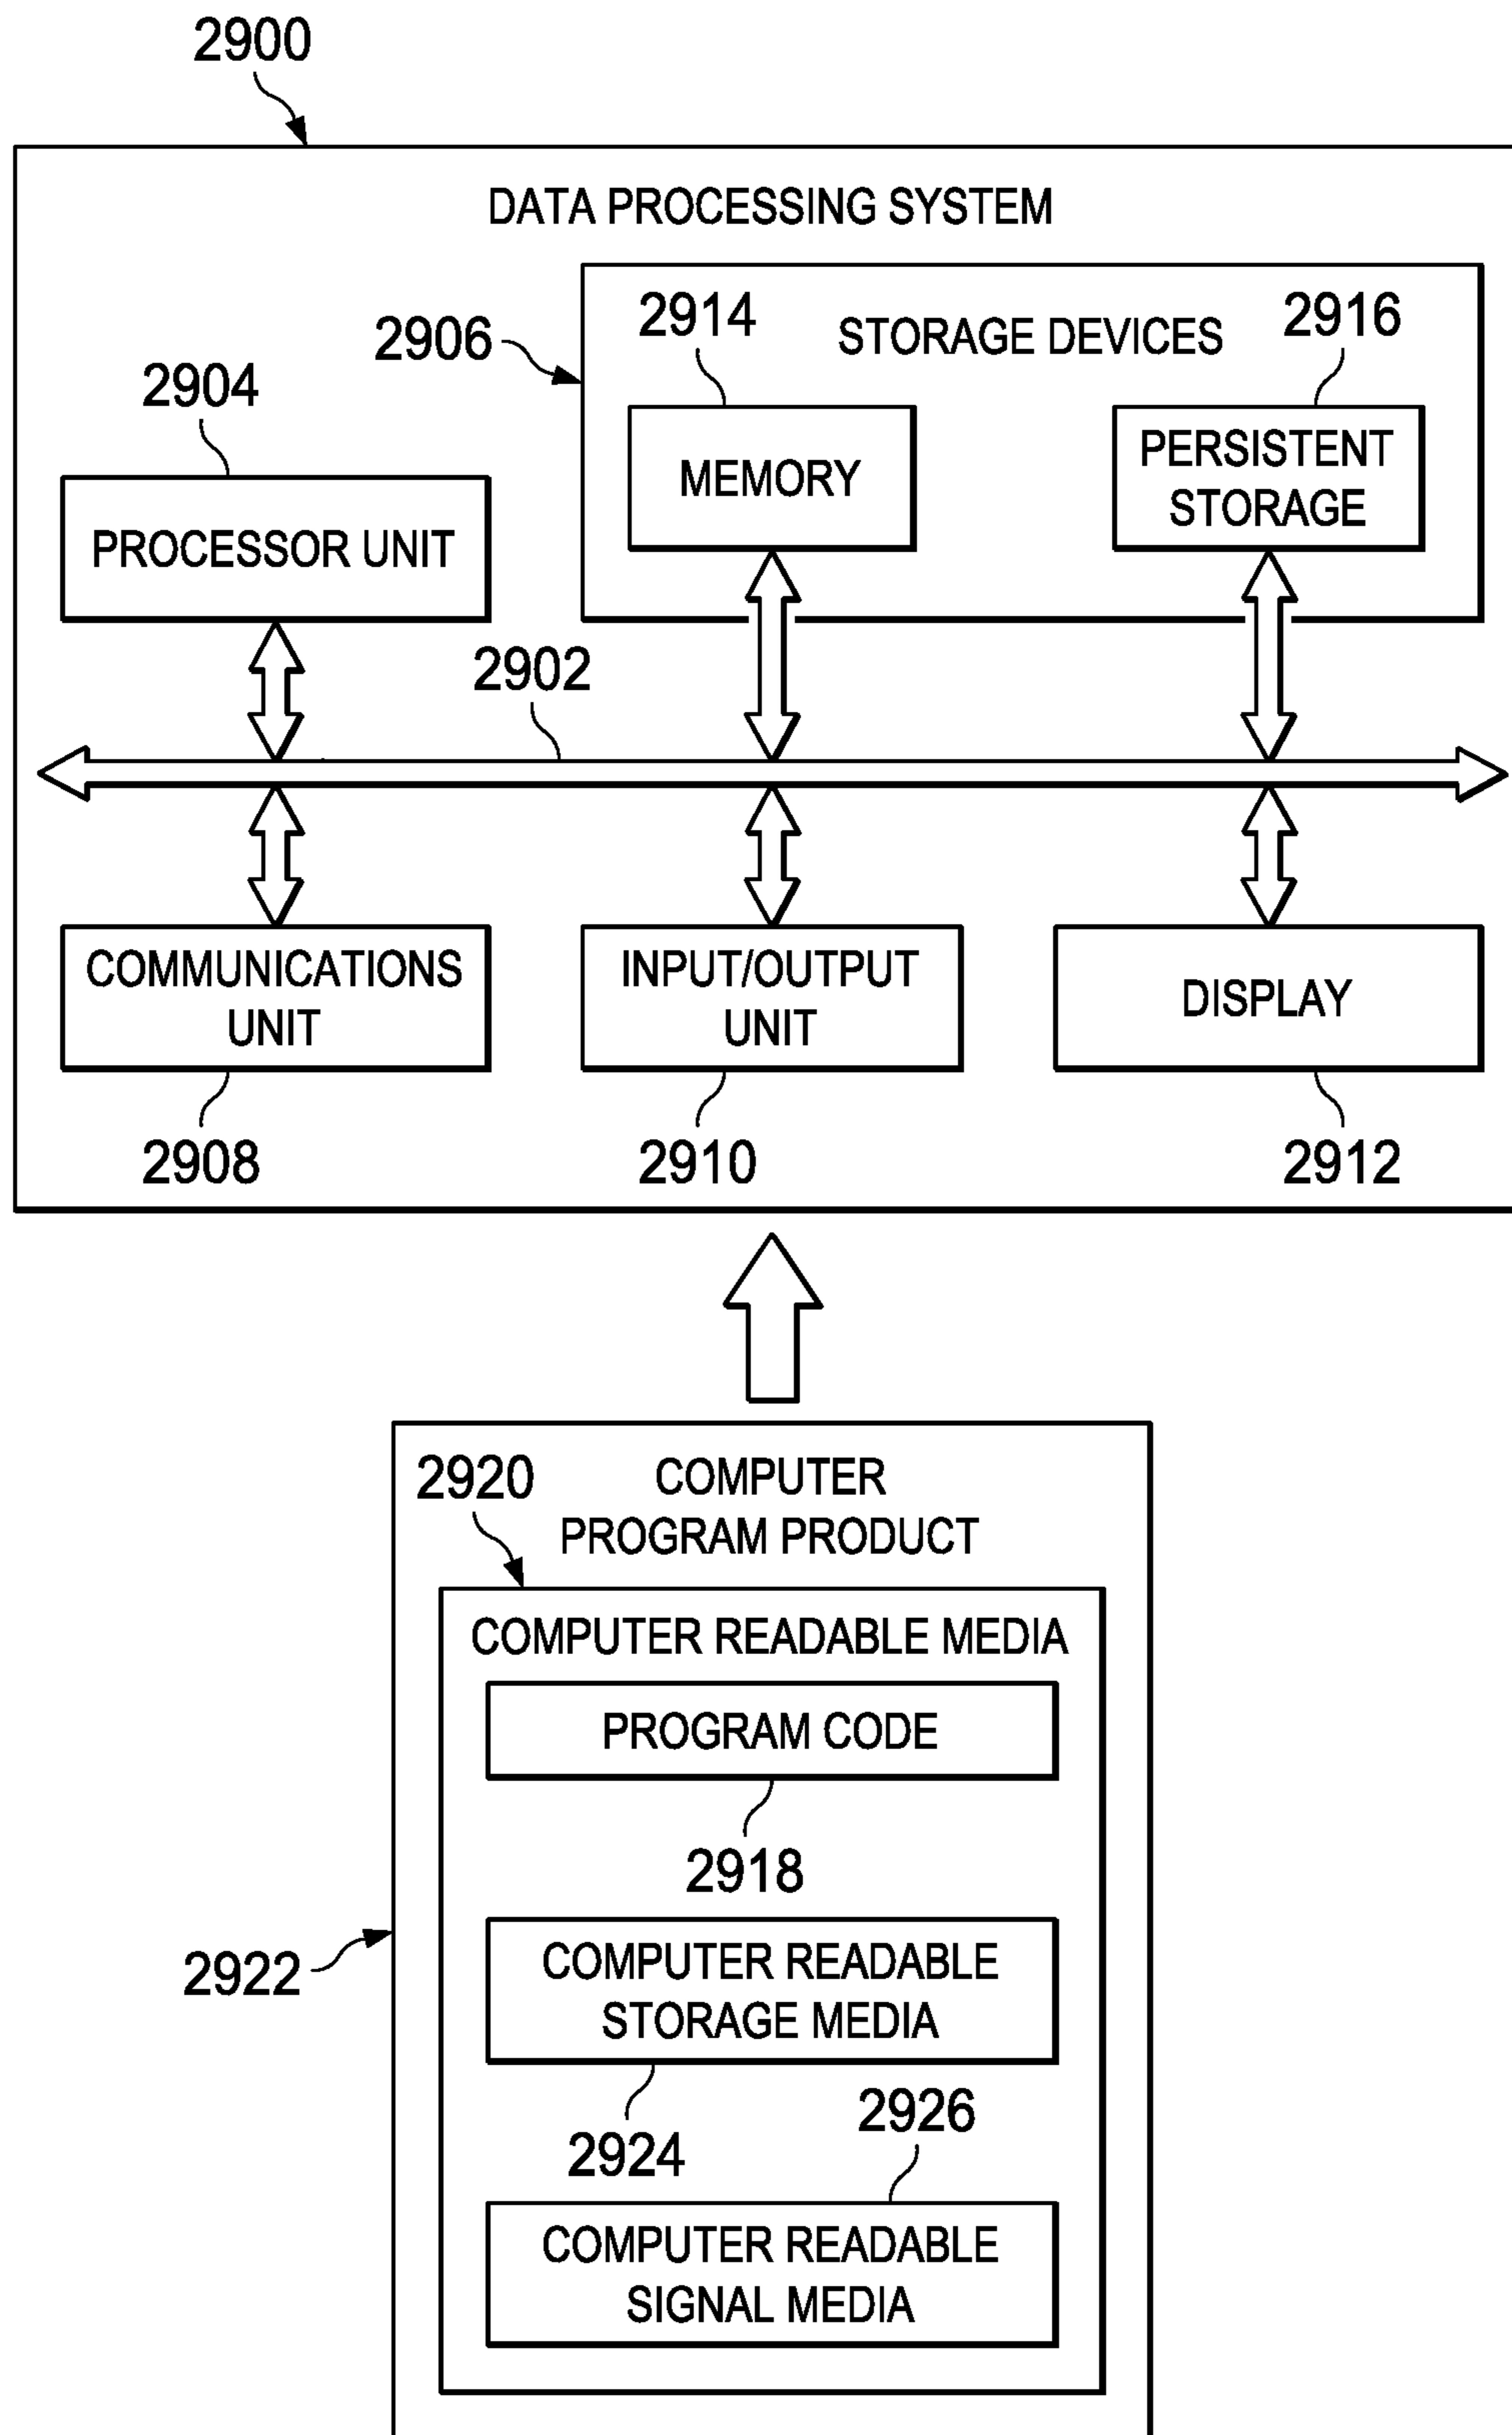 2900
DATA PROCESSING SYSTEM
2906
2914
STORAGE DEVICES
2916
2904
MEMORY
PERSISTENT
STORAGE
PROCESSOR UNIT
2902
COMMUNICATIONS
UNIT
INPUT/OUTPUT
UNIT
DISPLAY
2908
2910
2912
2920
COMPUTER
PROGRAM PRODUCT
COMPUTER READABLE MEDIA
PROGRAM CODE
2918
2922
COMPUTER READABLE
STORAGE MEDIA
2924
2926
COMPUTER READABLE
SIGNAL MEDIA